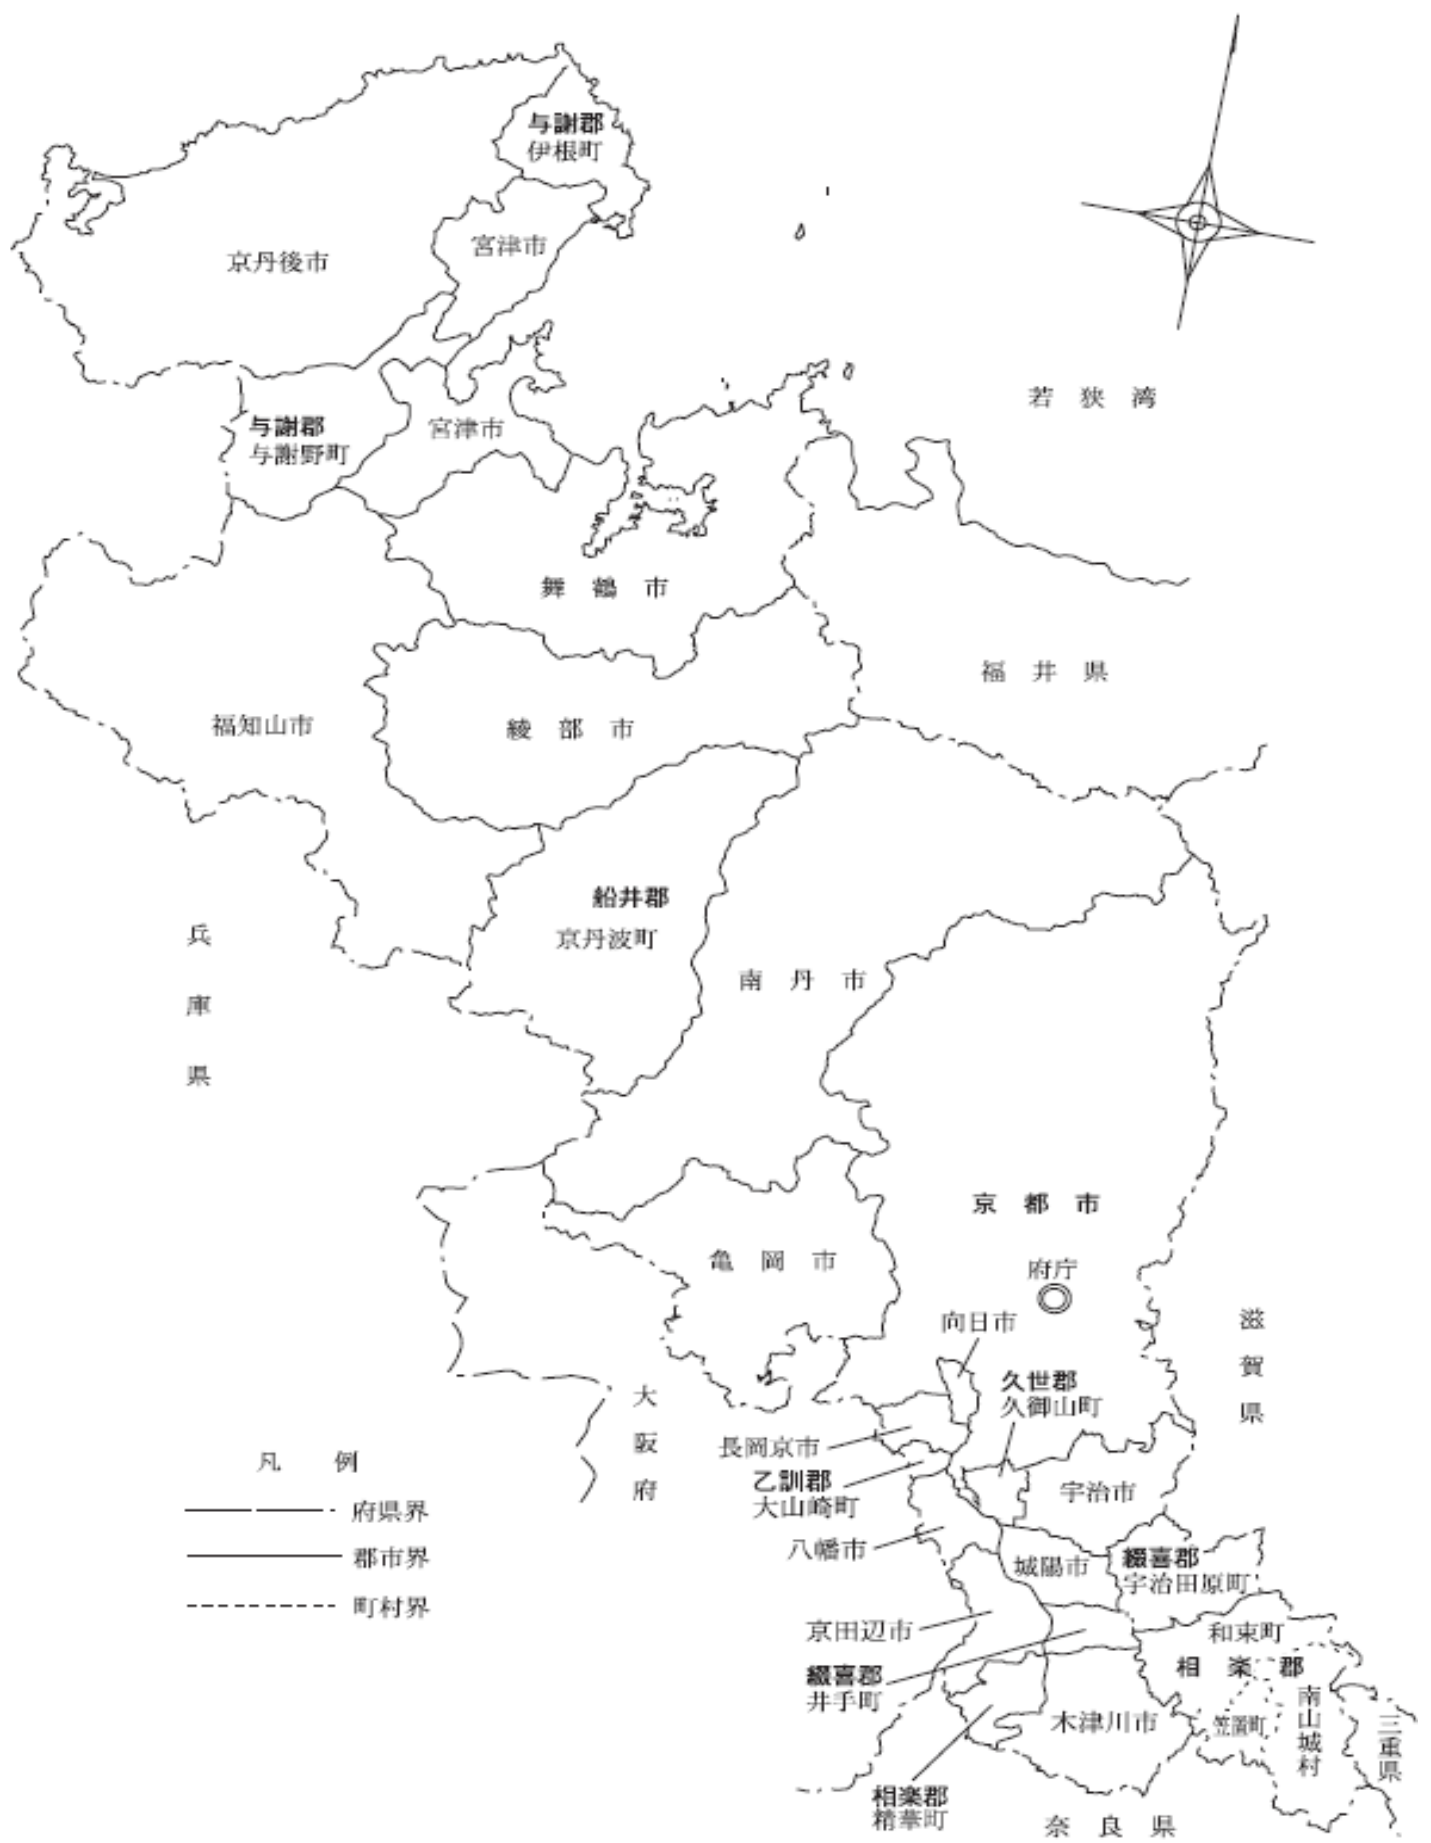 与謝郡
伊根町
宮津市
京丹後市
若狭湾
与謝郡
与謝野町
宮津市
舞鶴市
福井県
福知山市
綾部市
船井郡
京丹波町
南丹市
兵庫県
京都市
府庁
亀岡市
向日市
滋賀県
久世郡
久御山町
大阪府
長岡京市
乙訓郡
大山崎町
宇治市
八幡市
城陽市
綴喜郡
宇治田原町
京田辺市
和束町
相楽郡
綴喜郡
井手町
笠置町
南山城村
三重県
木津川市
相楽郡
精華町
奈良県
凡例
府県界
郡市界
町村界